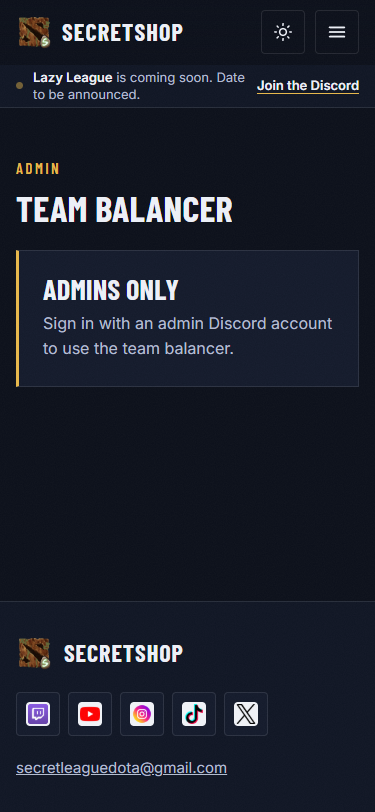 SECRETSHOP
Lazy League is coming soon. Date
to be announced.
Join the Discord
ADMIN
TEAM BALANCER
ADMINS ONLY
Sign in with an admin Discord account
to use the team balancer.
SECRETSHOP
secretleaguedota@gmail.com